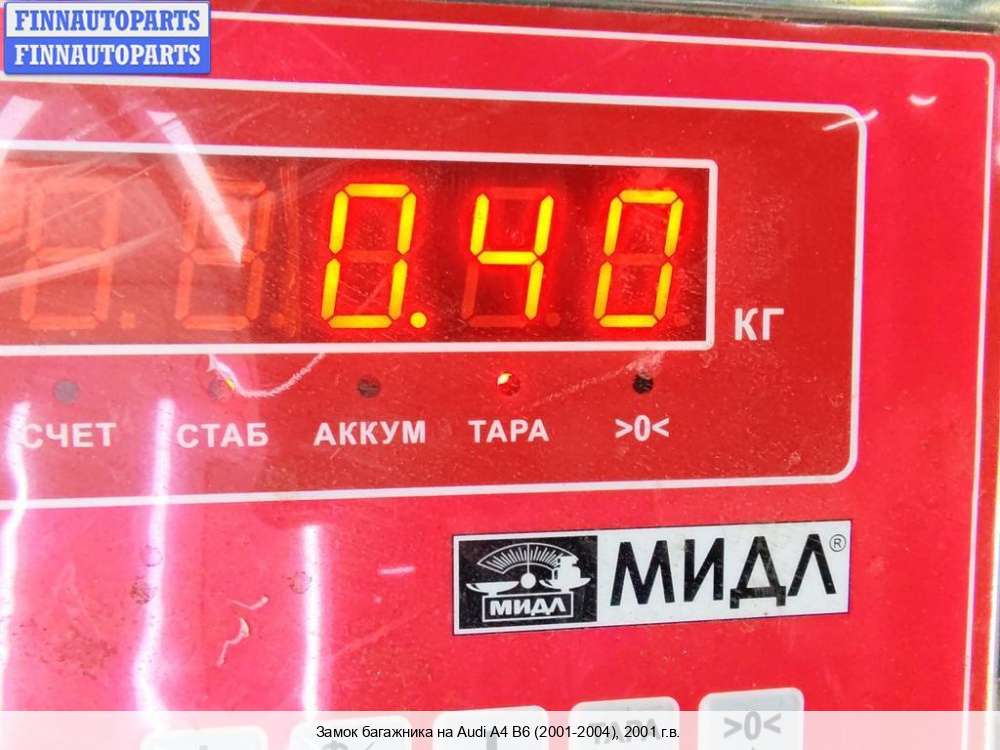 FINNAUTOPARTS
FINNAUTOPARTS
0.40
КГ
СЧЕТ СТАБ АККУМ ТАРА >0<
МИДЛ МИДЛ®
ТАРА >0<
Замок багажника на Audi A4 B6 (2001-2004), 2001 г.в.